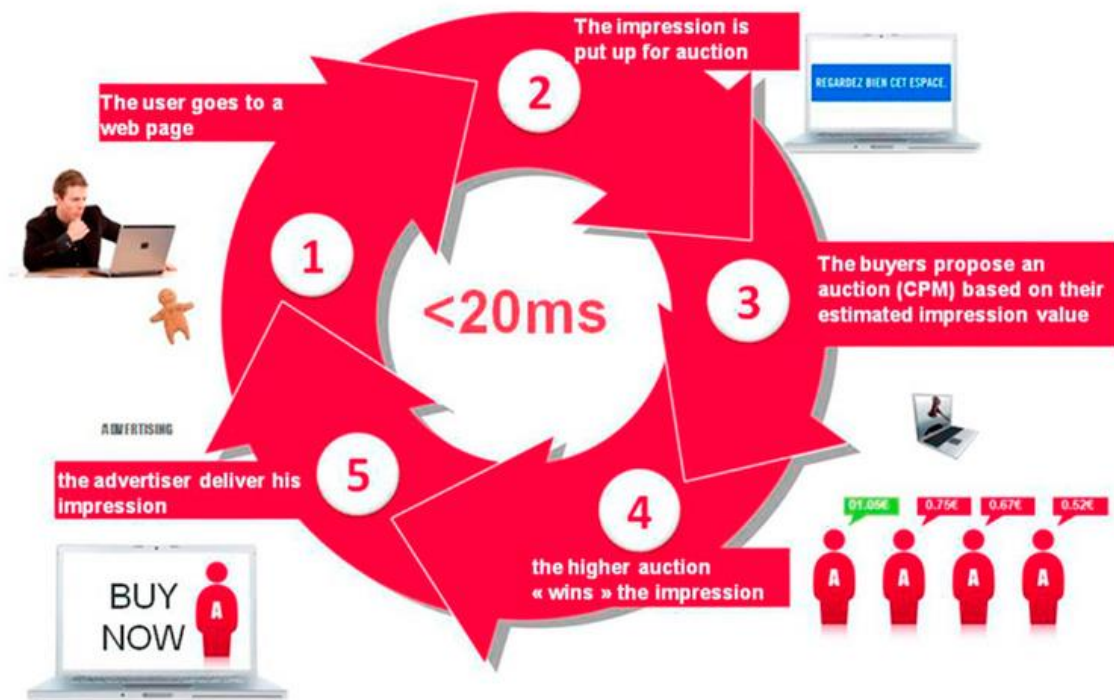 The user goes to a
web page
1
The impression is
put up for auction
2
REGARDEZ BIEN CET ESPACE.
The buyers propose an
auction (CPM) based on their
estimated impression value
3
<20ms
the higher auction
« wins » the impression
4
01.05€
0.75€
0.67€
0.52€
A
A
A
A
ADVERTISING
the advertiser deliver his
impression
5
BUY
NOW
A